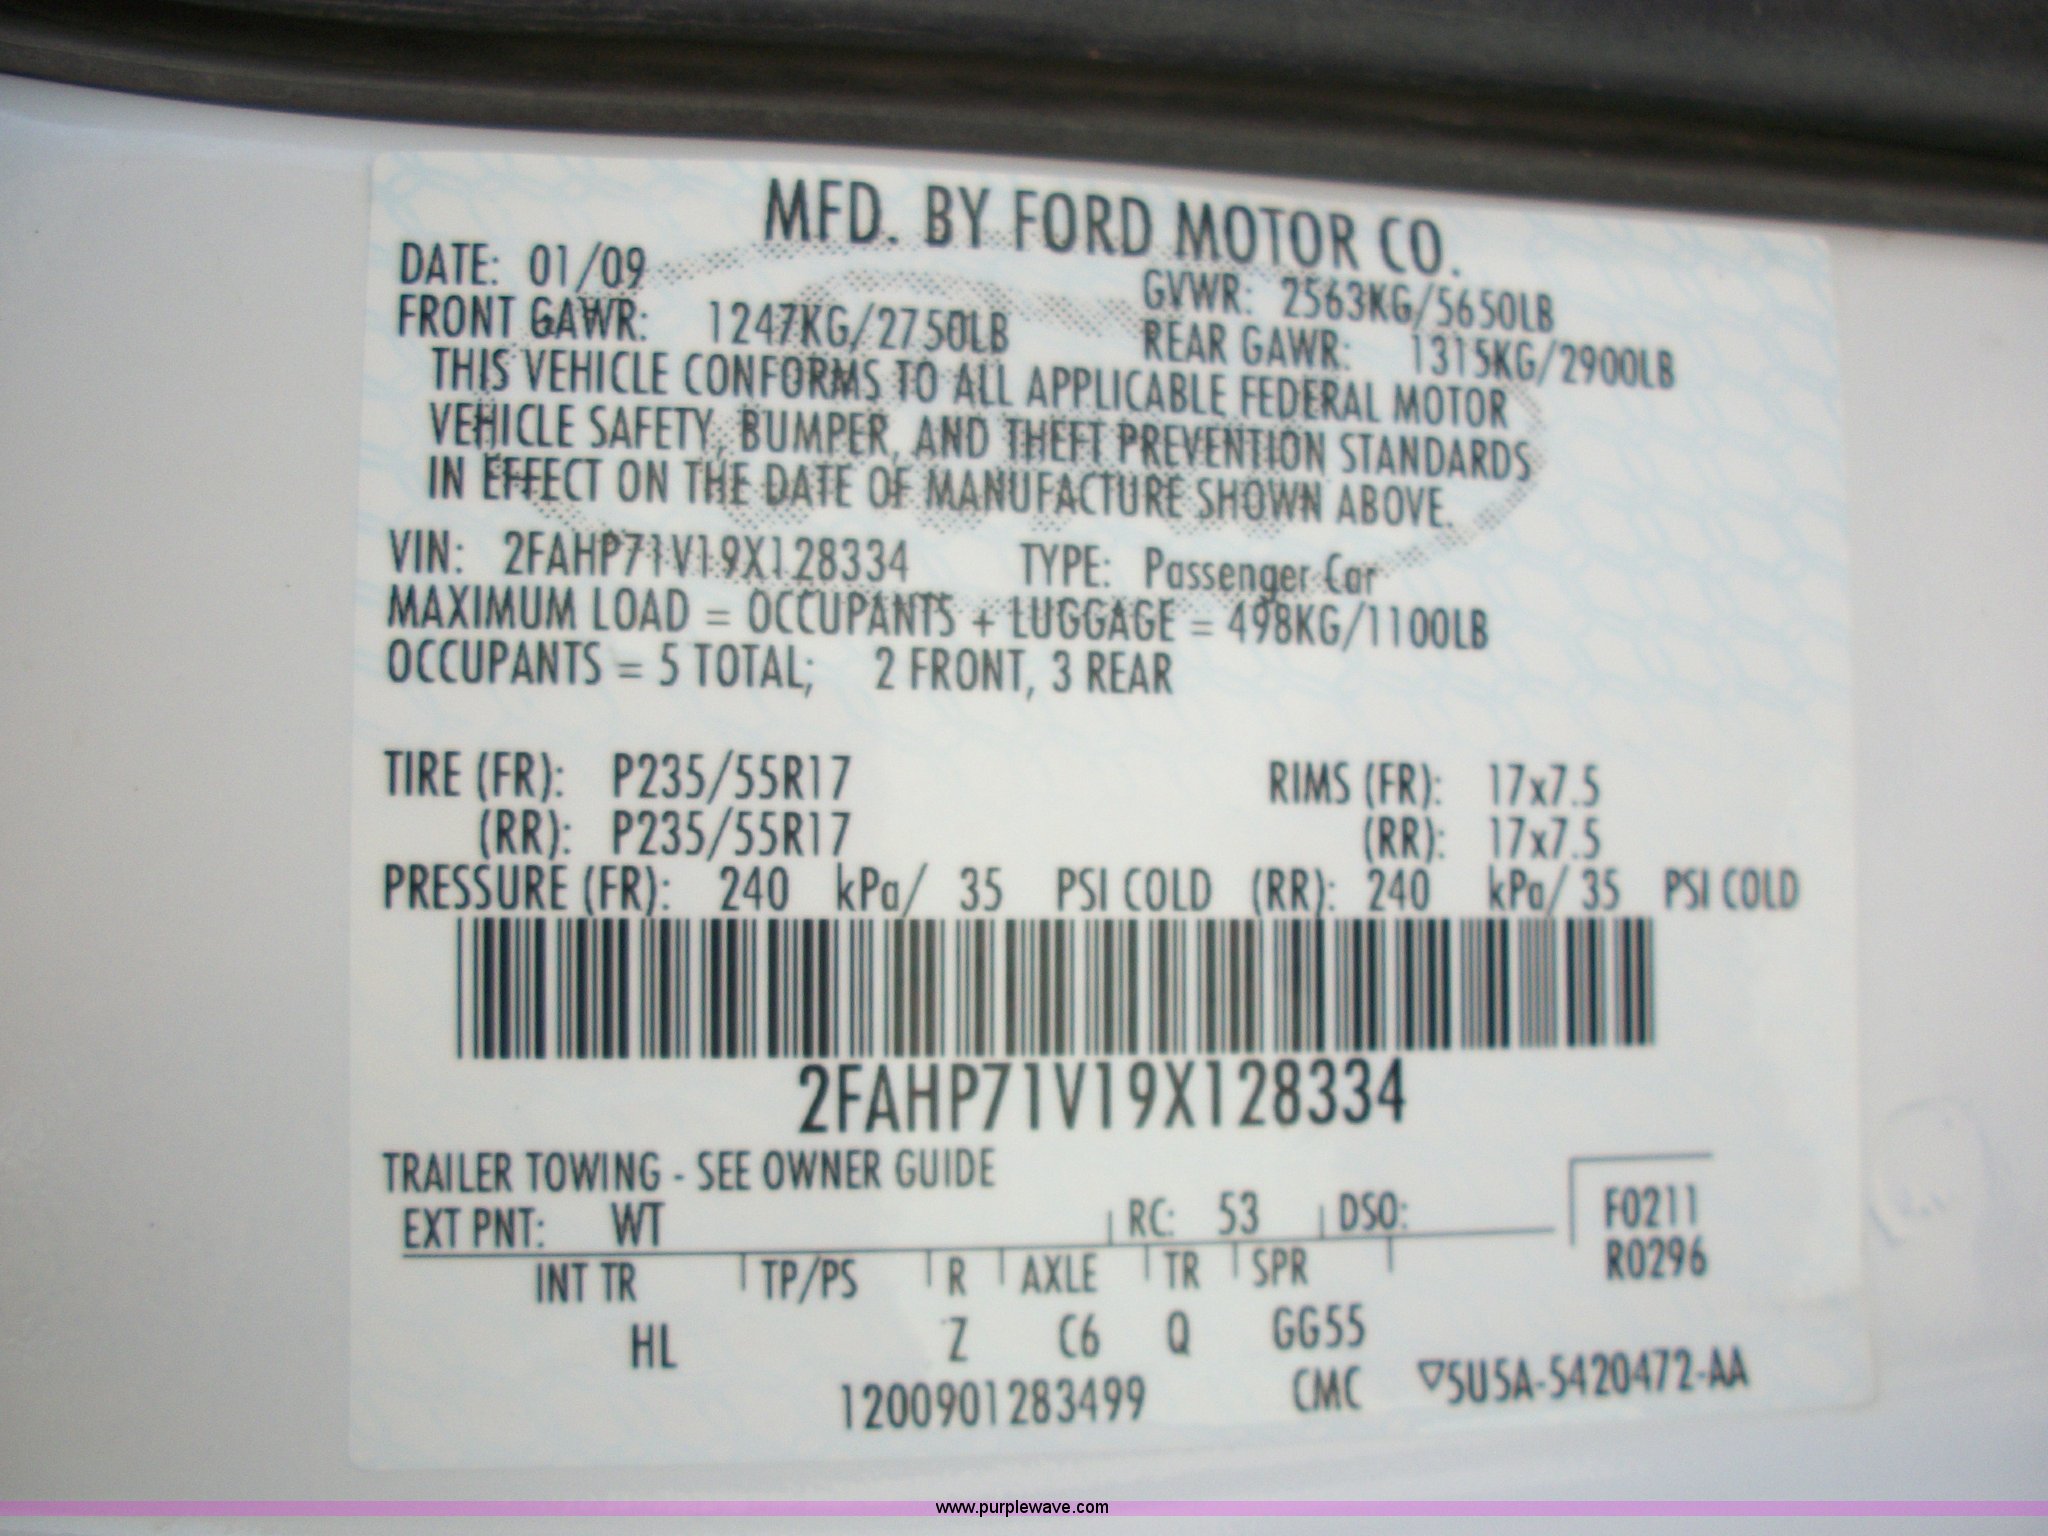 MFD. BY FORD MOTOR CO.
DATE: 01/09 GVWR: 2563KG/5650LB
FRONT GAWR: 1247KG/2750LB REAR GAWR: 1315KG/2900LB
THIS VEHICLE CONFORMS TO ALL APPLICABLE FEDERAL MOTOR
VEHICLE SAFETY, BUMPER, AND THEFT PREVENTION STANDARDS
IN EFFECT ON THE DATE OF MANUFACTURE SHOWN ABOVE.
VIN: 2FAHP71V19X128334 TYPE: Passenger Car
MAXIMUM LOAD = OCCUPANTS + LUGGAGE = 498KG/1100LB
OCCUPANTS = 5 TOTAL; 2 FRONT, 3 REAR
TIRE (FR): P235/55R17 RIMS (FR): 17x7.5
(RR): P235/55R17 (RR): 17x7.5
PRESSURE (FR): 240 kPa/ 35 PSI COLD (RR): 240 kPa/ 35 PSI COLD
2FAHP71V19X128334
TRAILER TOWING - SEE OWNER GUIDE
EXT PNT: WT RC: 53 DSO: F0211
INT TR TP/PS R AXLE TR SPR R0296
HL Z C6 Q GG55
1200901283499 CMC ▽5U5A-5420472-AA
www.purplewave.com